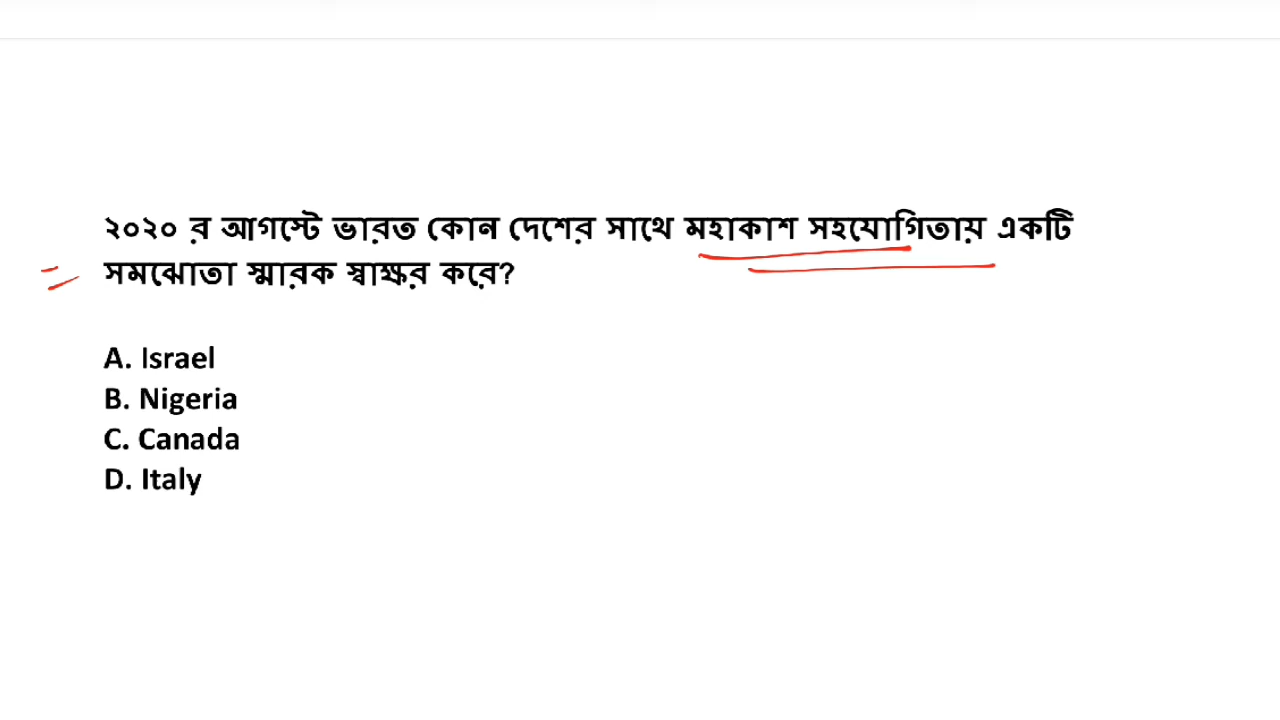 ২০২০ র আগস্টে ভারত কোন দেশের সাথে মহাকাশ সহযোগিতায় একটি
সমঝোতা স্মারক স্বাক্ষর করে?
A. Israel
B. Nigeria
C. Canada
D. Italy